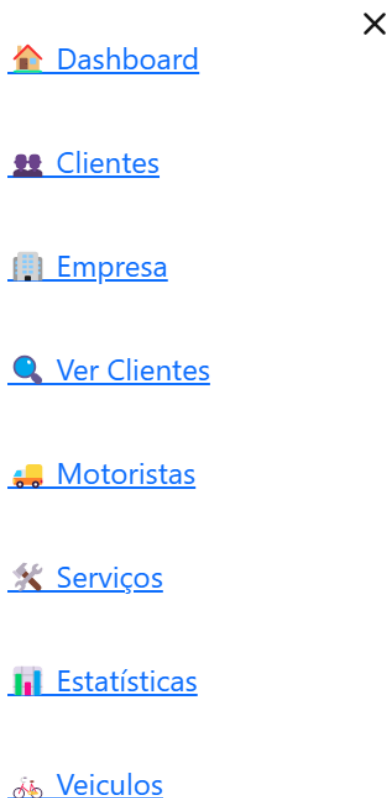 Dashboard
Clientes
Empresa
Ver Clientes
Motoristas
Serviços
Estatísticas
Veiculos